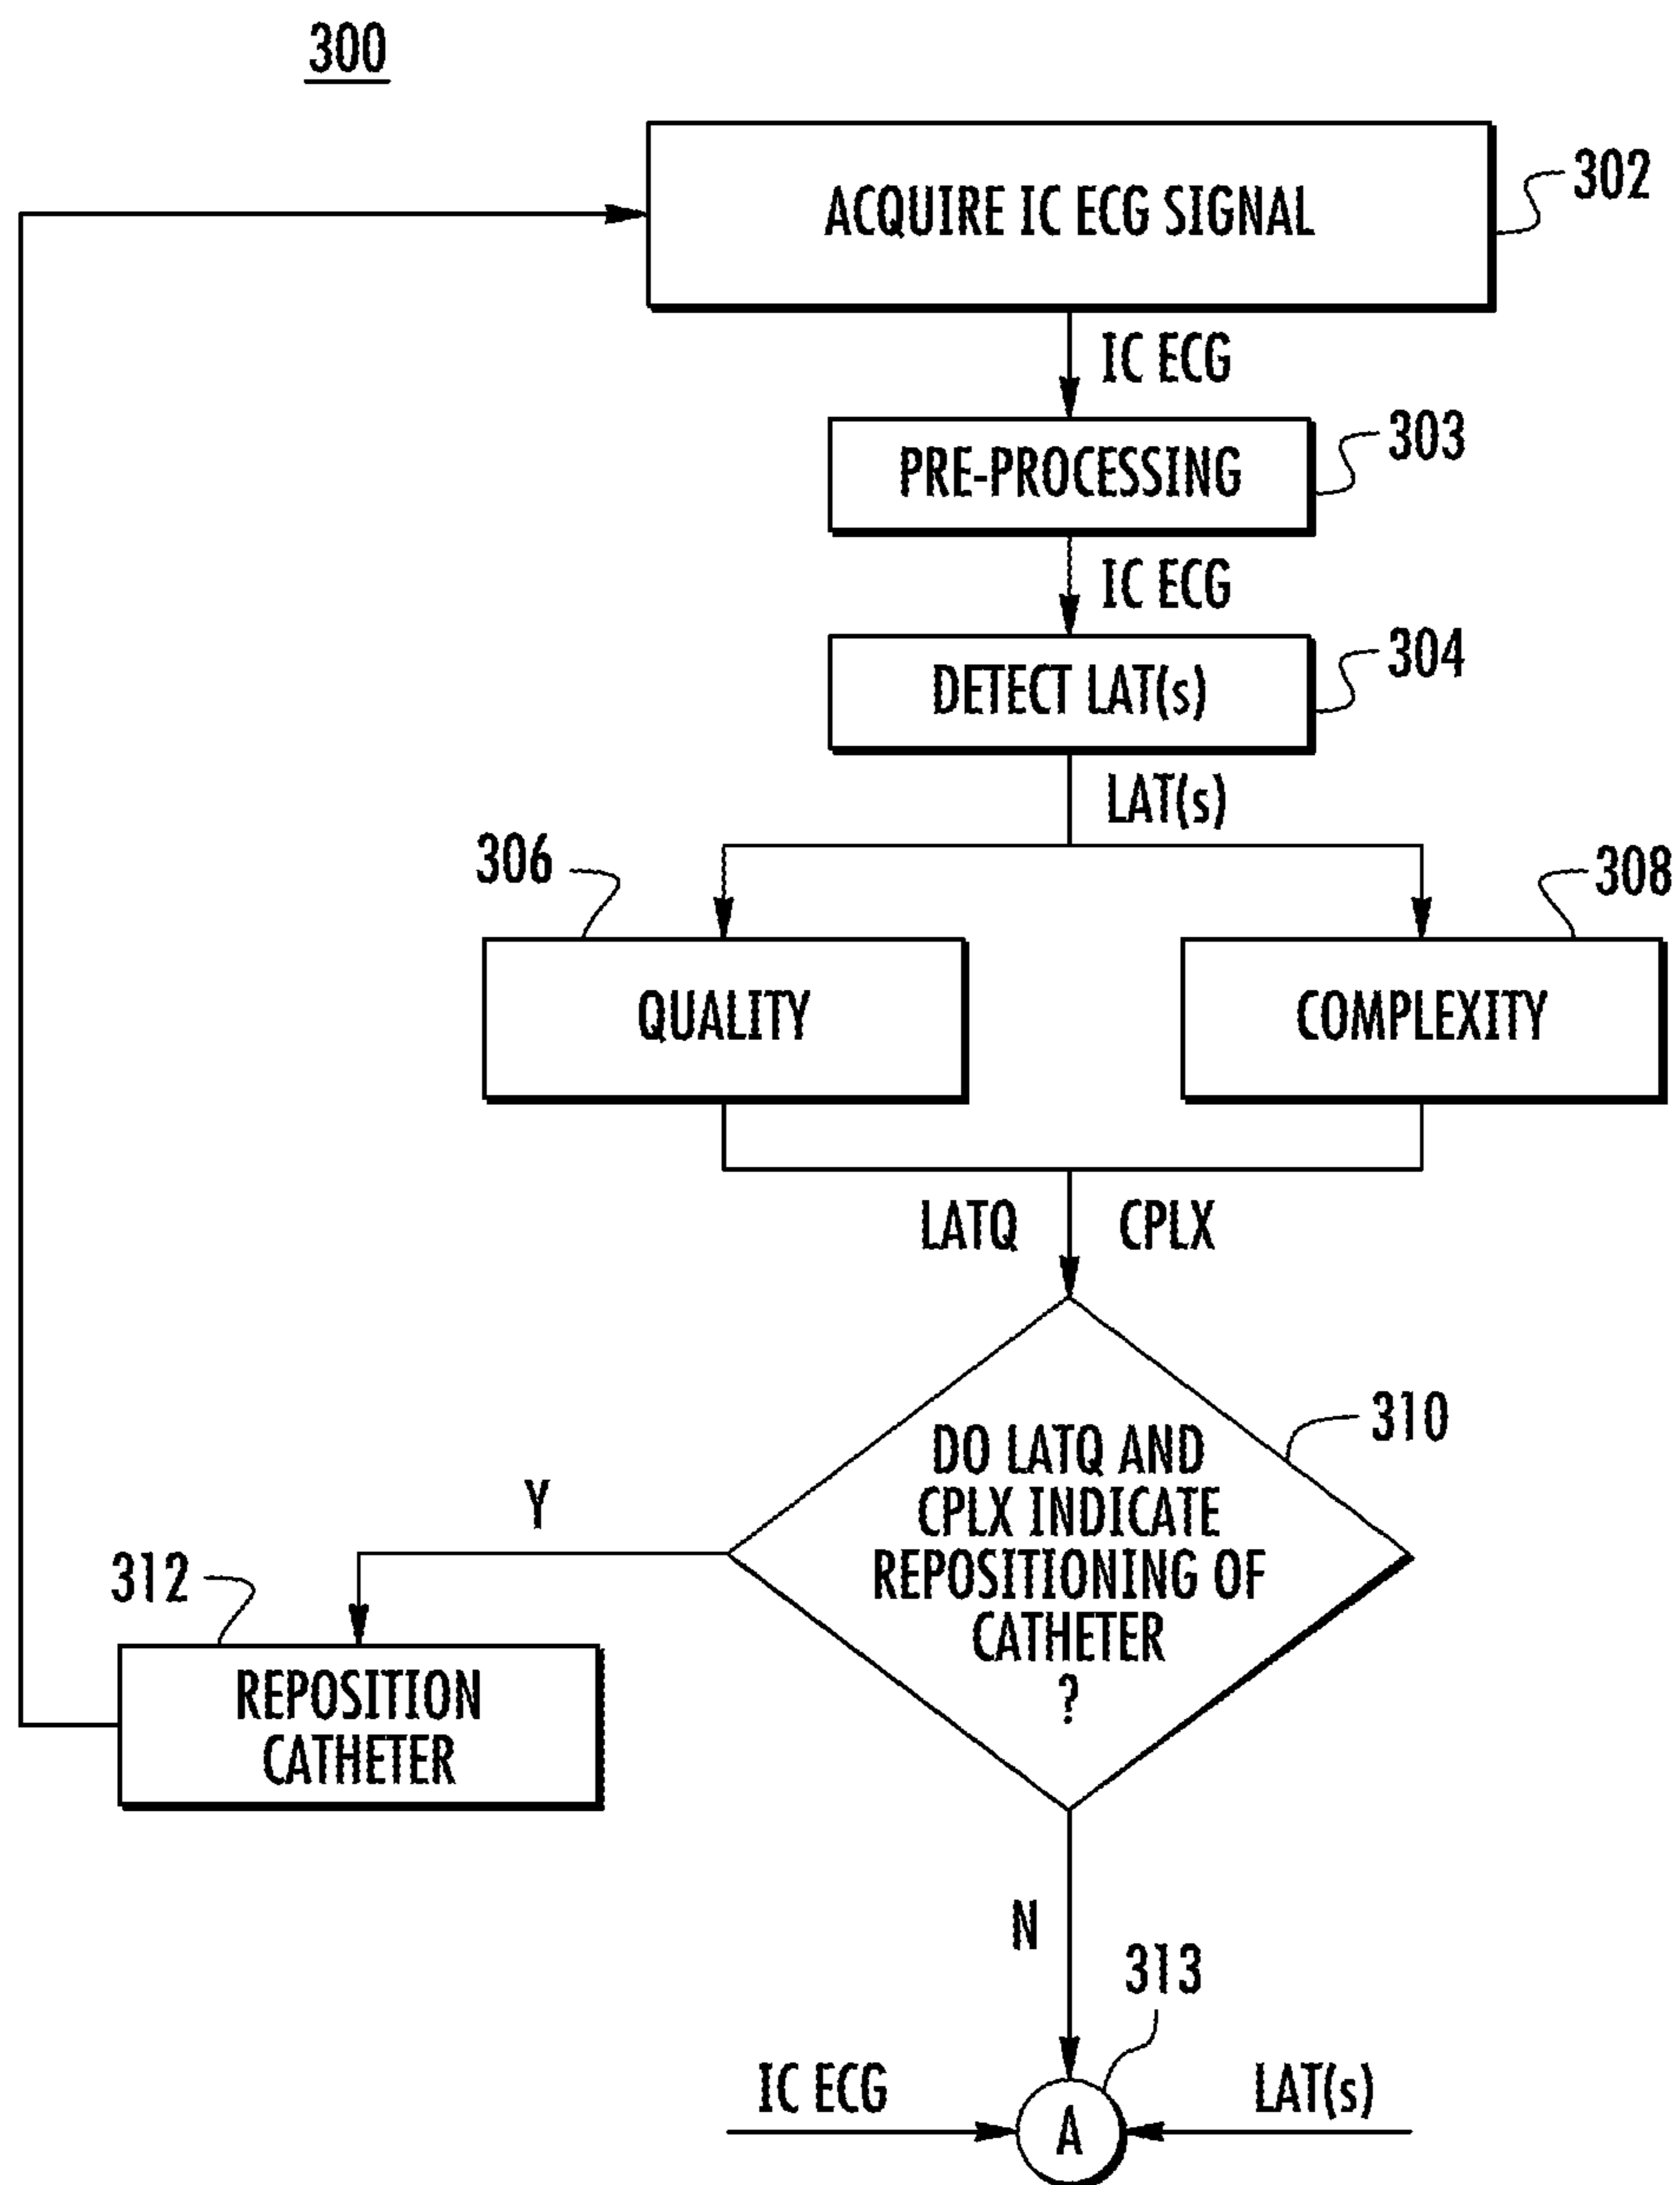 300
ACQUIRE IC ECG SIGNAL
302
IC ECG
PRE-PROCESSING
303
IC ECG
DETECT LAT(s)
304
LAT(s)
306
308
QUALITY
COMPLEXITY
LATQ
CPLX
310
DO LATQ AND
CPLX INDICATE
REPOSITIONING OF
CATHETER
?
Y
312
REPOSITION
CATHETER
N
313
IC ECG
A
LAT(s)